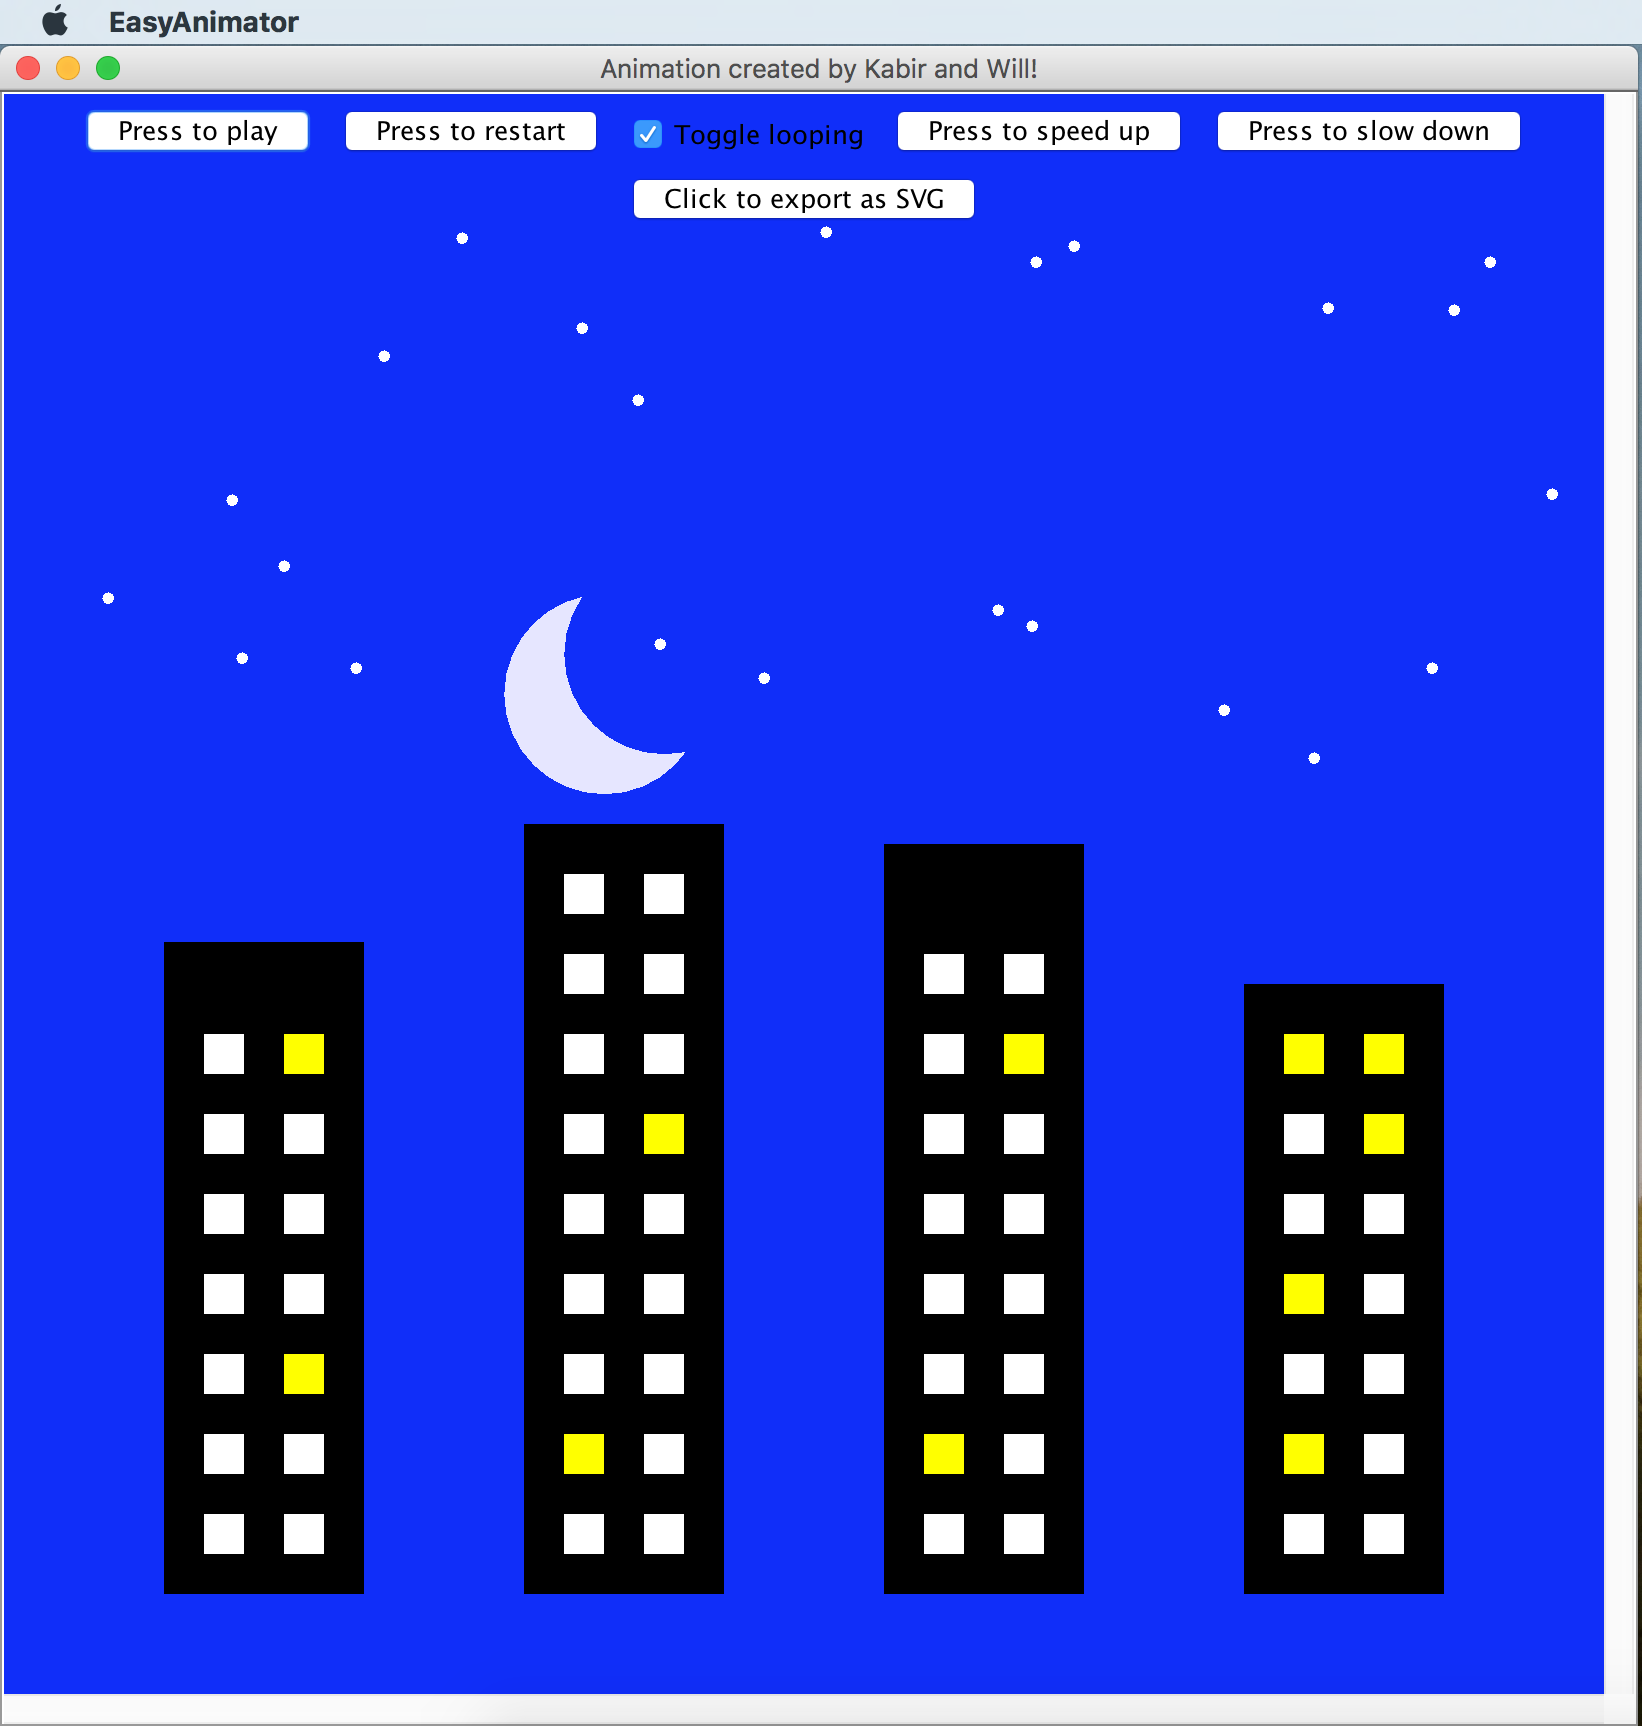 EasyAnimator
Animation created by Kabir and Will!
Press to play
Press to restart
Toggle looping
Press to speed up
Press to slow down
Click to export as SVG